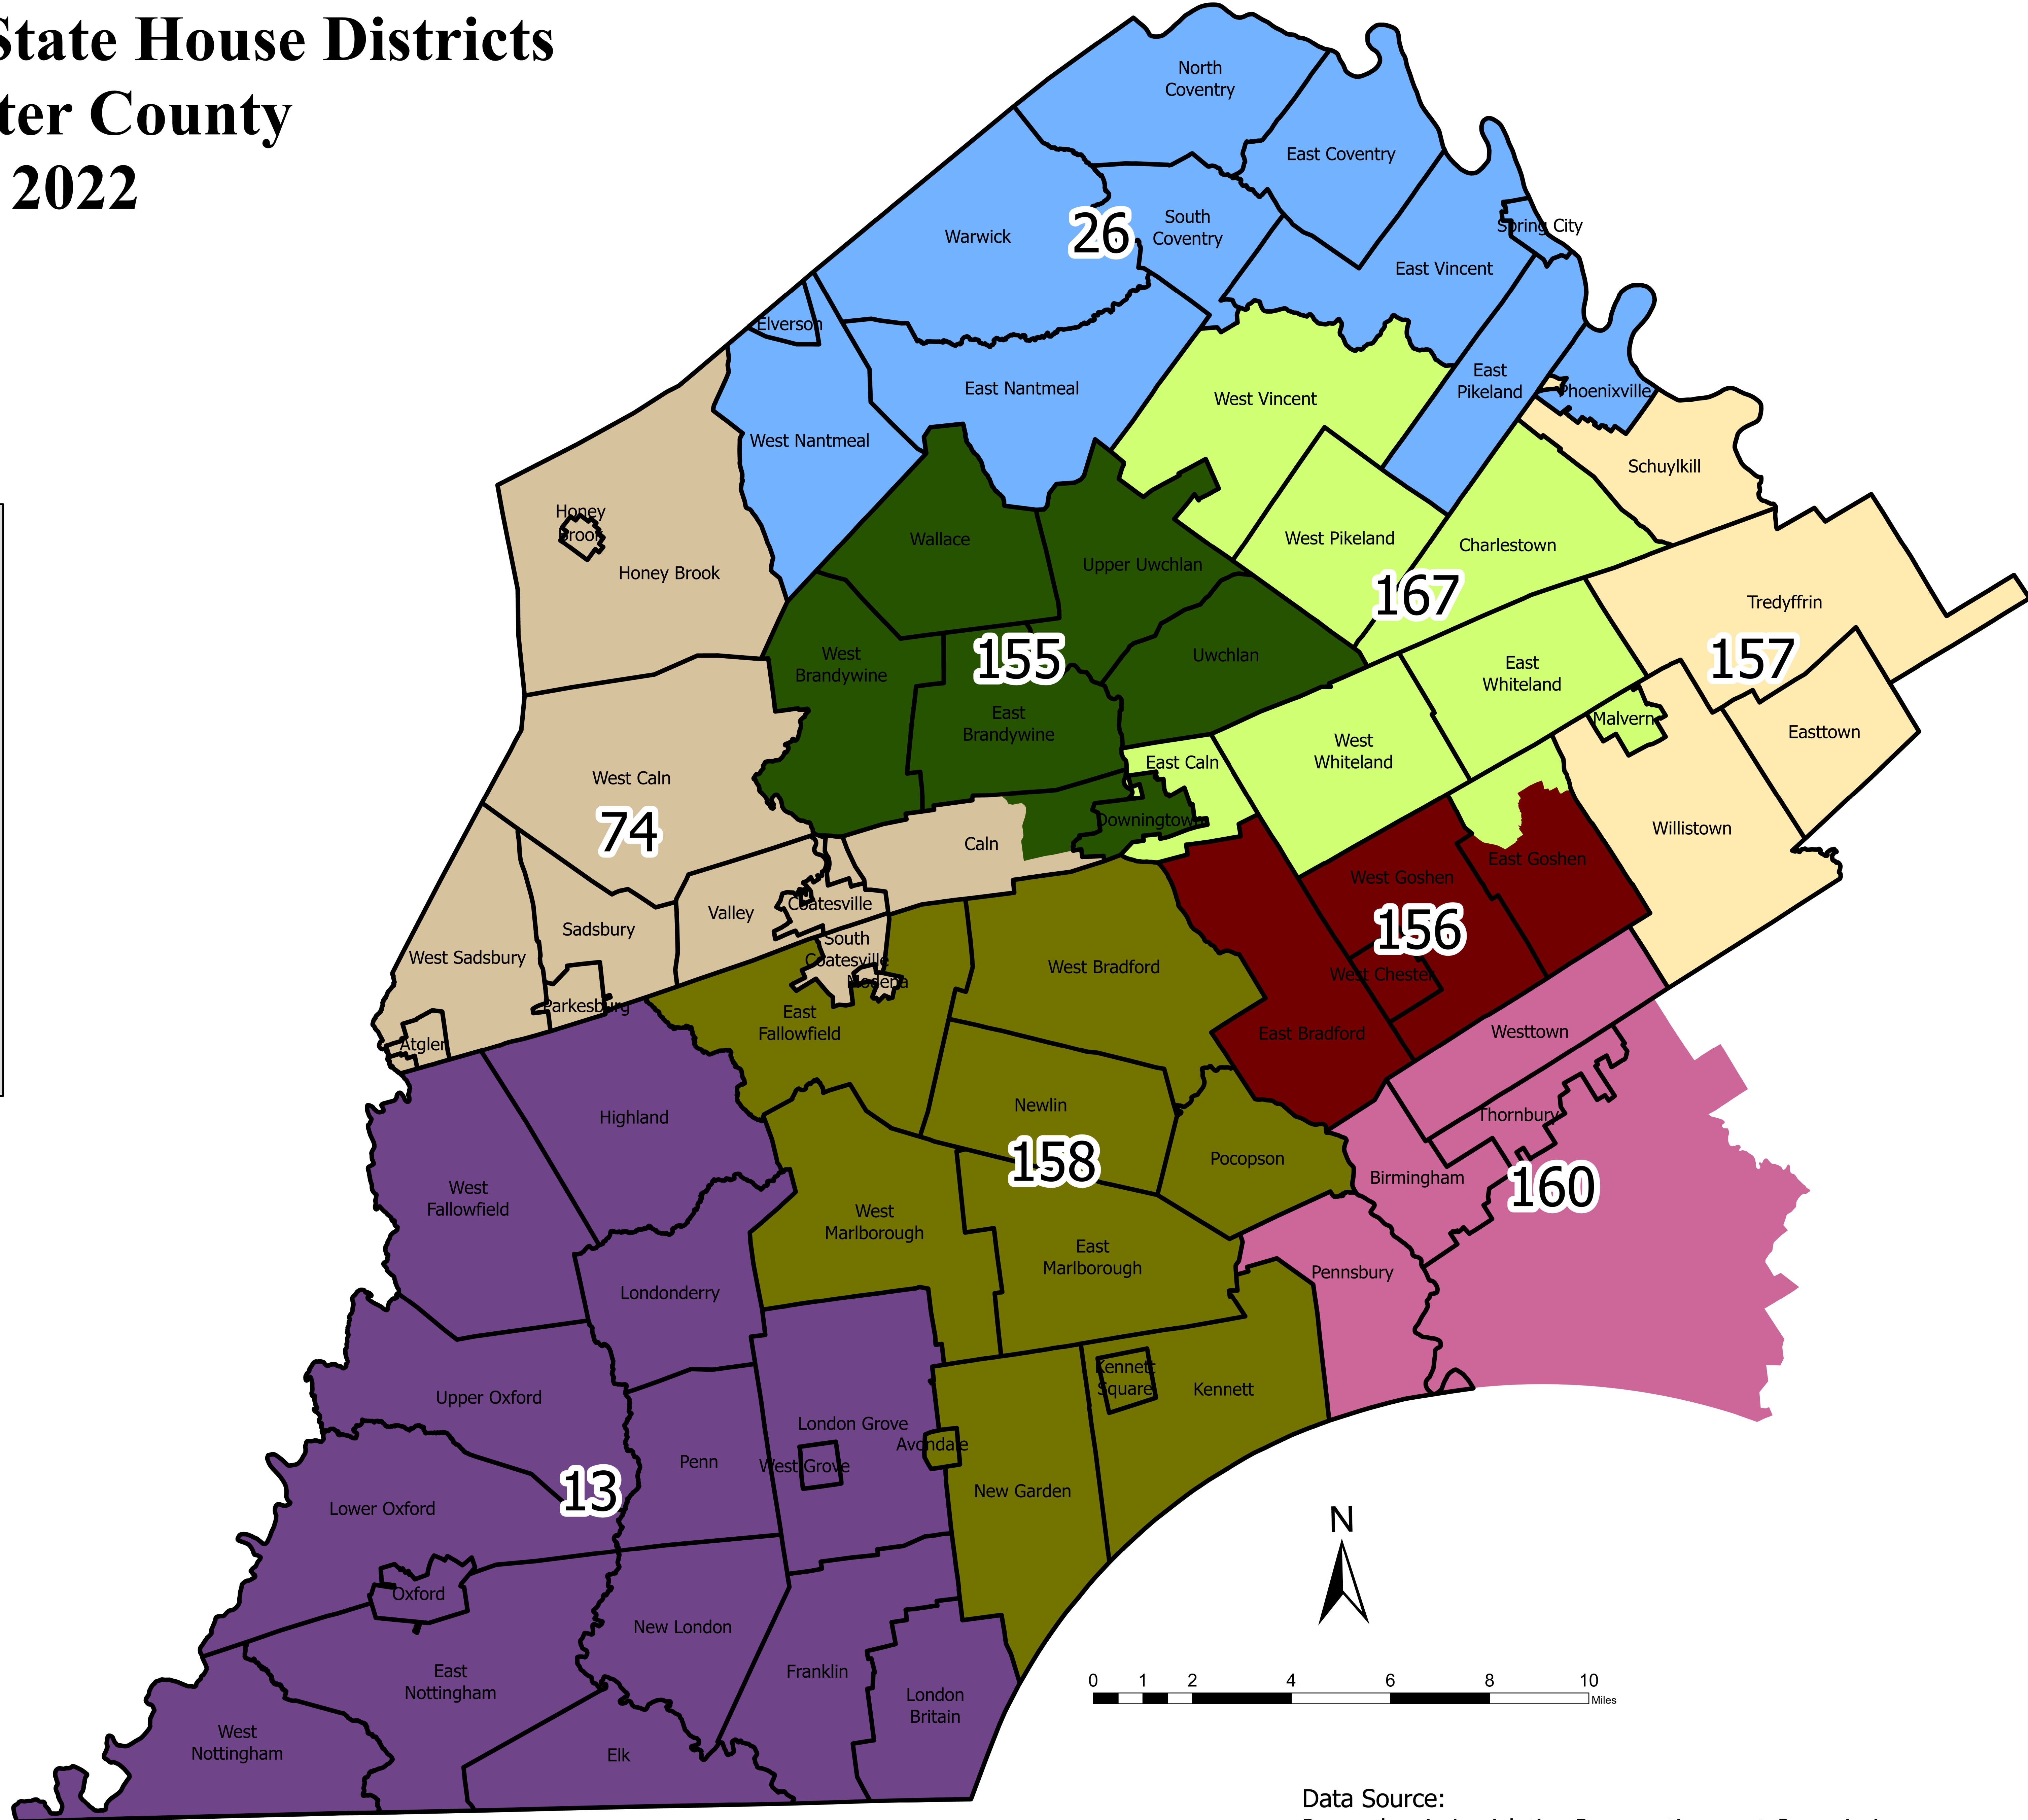 State House Districts
ter County
2022
North
Coventry
East Coventry
Spring City
South
Coventry
Warwick
26
East Vincent
Elverson
East Nantmeal
East
Pikeland
Phoenixville
West Vincent
West Nantmeal
Schuylkill
Honey
Brook
Honey Brook
Wallace
West Pikeland
Charlestown
Upper Uwchlan
167
Tredyffrin
West
Brandywine
155
Uwchlan
East
Whiteland
157
East
Brandywine
Malvern
Easttown
West
Whiteland
East Caln
West Caln
74
Downingtown
Willistown
Caln
East Goshen
West Goshen
Coatesville
Valley
Sadsbury
156
South
Coatesville
West Sadsbury
West Bradford
West Chester
Modena
Parkesburg
East
Fallowfield
East Bradford
Westtown
Atglen
Highland
Newlin
Thornbury
158
Pocopson
Birmingham
160
West
Fallowfield
West
Marlborough
East
Marlborough
Pennsbury
Londonderry
Kennett
Square
Kennett
Upper Oxford
London Grove
Avondale
Penn
West Grove
New Garden
13
Lower Oxford
N
Oxford
New London
Franklin
East
Nottingham
London
Britain
0 1 2 4 6 8 10
Miles
West
Nottingham
Elk
Data Source: